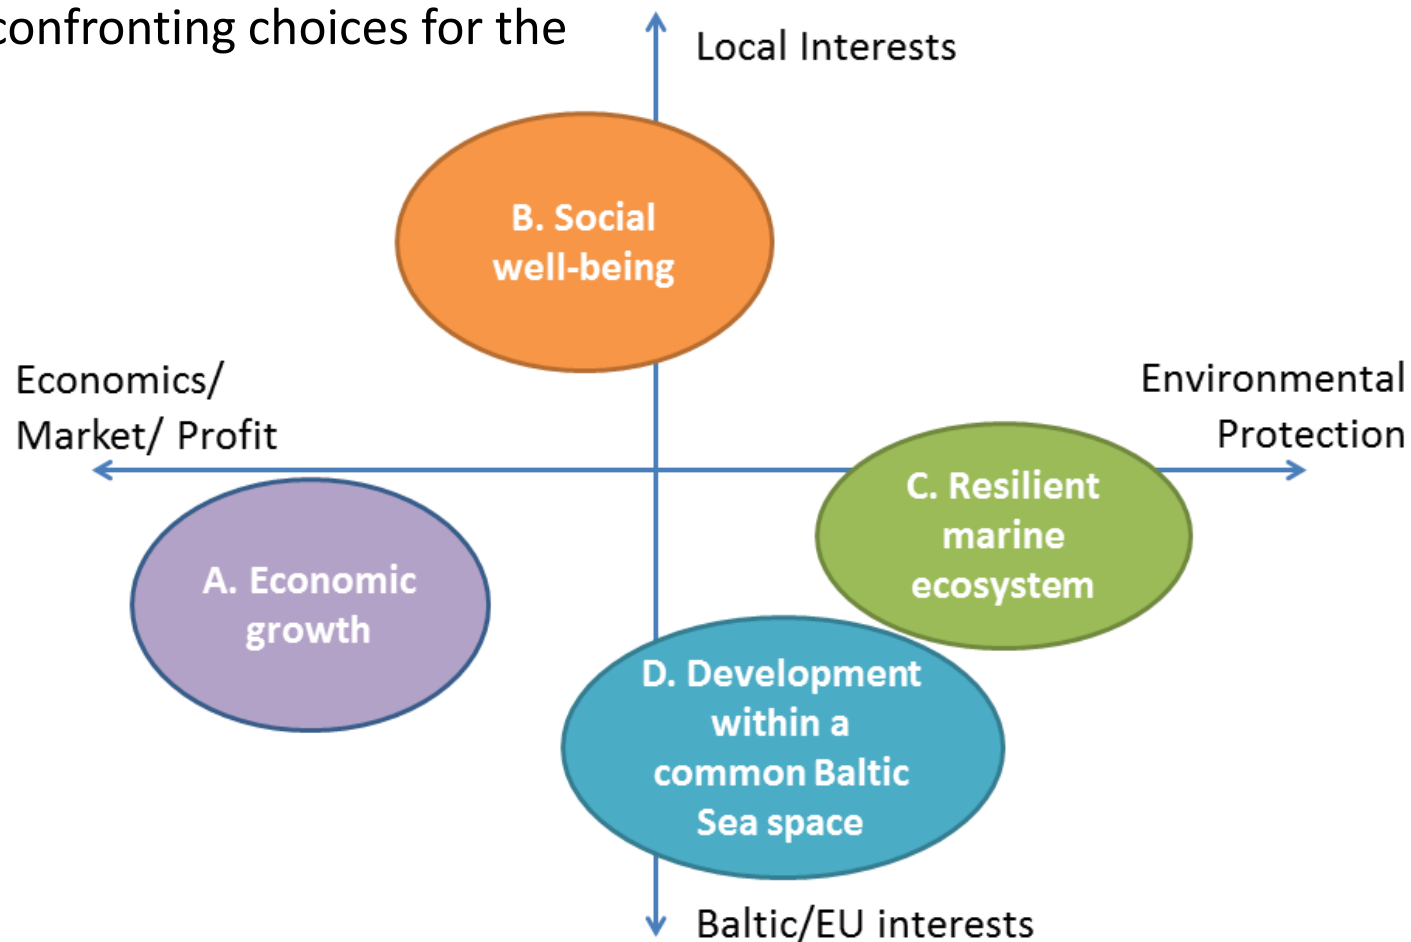 confronting choices for the
Local Interests
B. Social
well-being
Economics/
Market/ Profit
Environmental
Protection
C. Resilient
marine
ecosystem
A. Economic
growth
D. Development
within a
common Baltic
Sea space
Baltic/EU interests